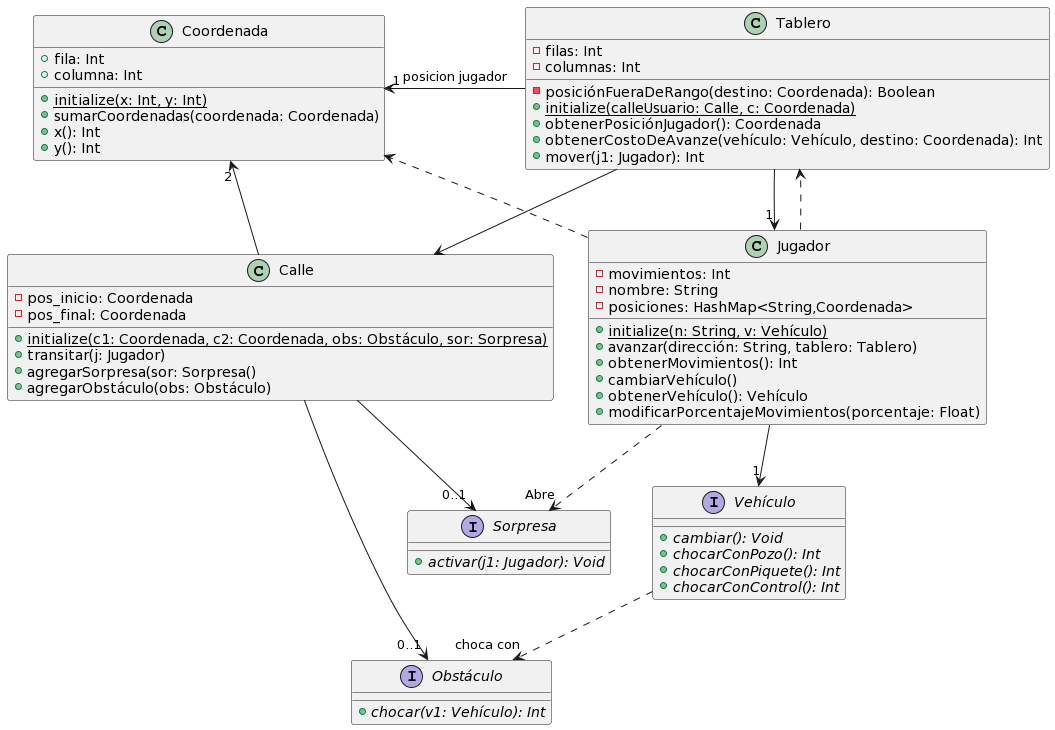 C Coordenada
fila: Int
columna: Int
initialize(x: Int, y: Int)
sumarCoordenadas(coordenada: Coordenada)
x(): Int
y(): Int
C Tablero
filas: Int
columnas: Int
posiciónFueraDeRango(destino: Coordenada): Boolean
initialize(calleUsuario: Calle, c: Coordenada)
obtenerPosiciónJugador(): Coordenada
obtenerCostoDeAvanze(vehículo: Vehículo, destino: Coordenada): Int
mover(j1: Jugador): Int
1 posicion jugador
2
1
C Calle
pos_inicio: Coordenada
pos_final: Coordenada
initialize(c1: Coordenada, c2: Coordenada, obs: Obstáculo, sor: Sorpresa)
transitar(j: Jugador)
agregarSorpresa(sor: Sorpresa()
agregarObstáculo(obs: Obstáculo)
C Jugador
movimientos: Int
nombre: String
posiciones: HashMap<String,Coordenada>
initialize(n: String, v: Vehículo)
avanzar(dirección: String, tablero: Tablero)
obtenerMovimientos(): Int
cambiarVehículo()
obtenerVehículo(): Vehículo
modificarPorcentajeMovimientos(porcentaje: Float)
0..1
Abre
1
I Sorpresa
activar(j1: Jugador): Void
I Vehículo
cambiar(): Void
chocarConPozo(): Int
chocarConPiquete(): Int
chocarConControl(): Int
0..1
choca con
I Obstáculo
chocar(v1: Vehículo): Int